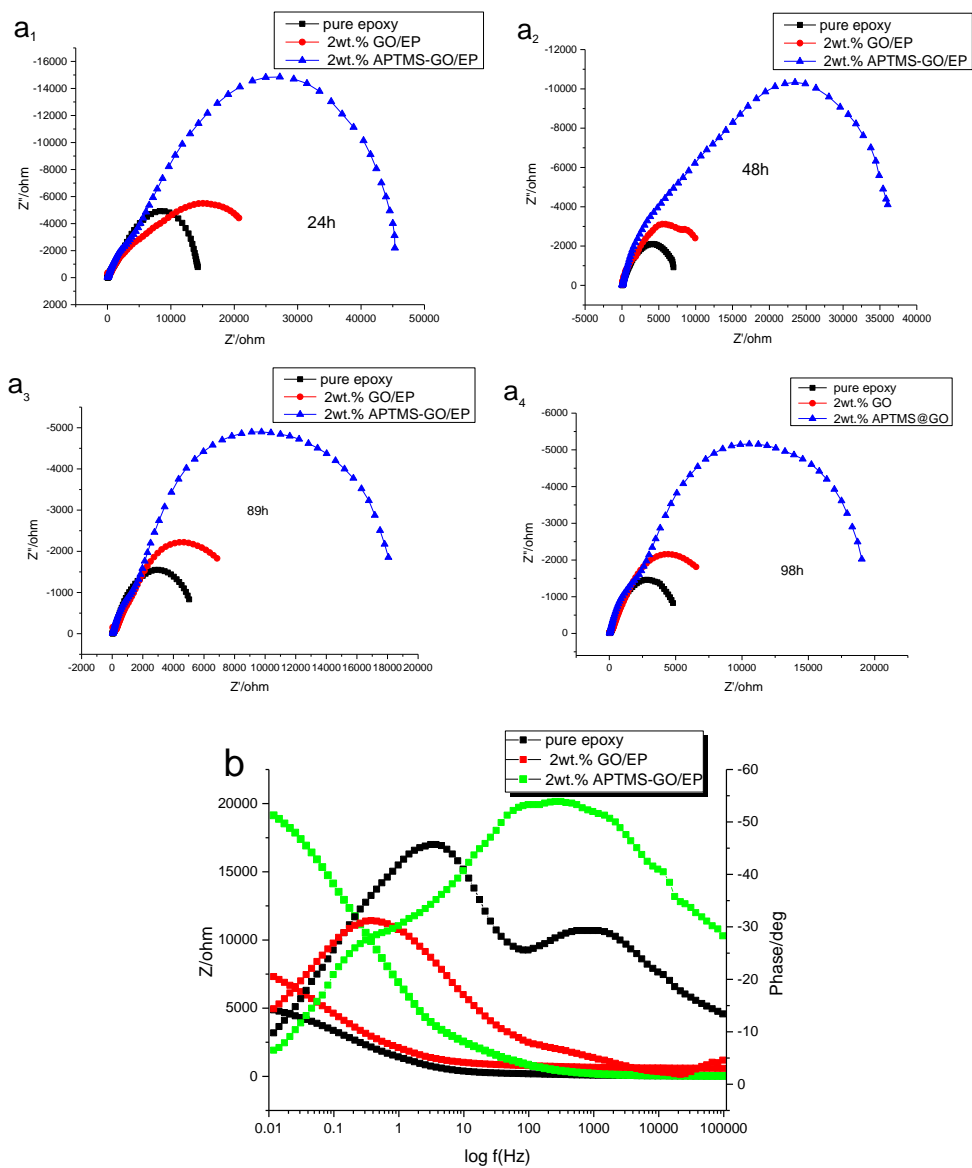 a1
pure epoxy
2wt.% GO/EP
2wt.% APTMS-GO/EP
-16000
-14000
-12000
-10000
-8000
-6000
-4000
-2000
0
2000
Z"/ohm
24h
0 10000 20000 30000 40000 50000
Z'/ohm
a2
pure epoxy
2wt.% GO/EP
2wt.% APTMS-GO/EP
-12000
-10000
-8000
-6000
-4000
-2000
0
Z"/ohm
48h
-5000 0 5000 10000 15000 20000 25000 30000 35000 40000
Z'/ohm
a3
pure epoxy
2wt.% GO/EP
2wt.% APTMS-GO/EP
-5000
-4000
-3000
-2000
-1000
0
Z"/ohm
89h
-2000 0 2000 4000 6000 8000 10000 12000 14000 16000 18000 20000
Z'/ohm
a4
pure epoxy
2wt.% GO
2wt.% APTMS@GO
-6000
-5000
-4000
-3000
-2000
-1000
0
Z"/ohm
98h
0 5000 10000 15000 20000
Z'/ohm
b
pure epoxy
2wt.% GO/EP
2wt.% APTMS-GO/EP
20000
15000
10000
5000
0
Z/ohm
-60
-50
-40
-30
-20
-10
0
Phase/deg
0.01 0.1 1 10 100 1000 10000 100000
log f(Hz)